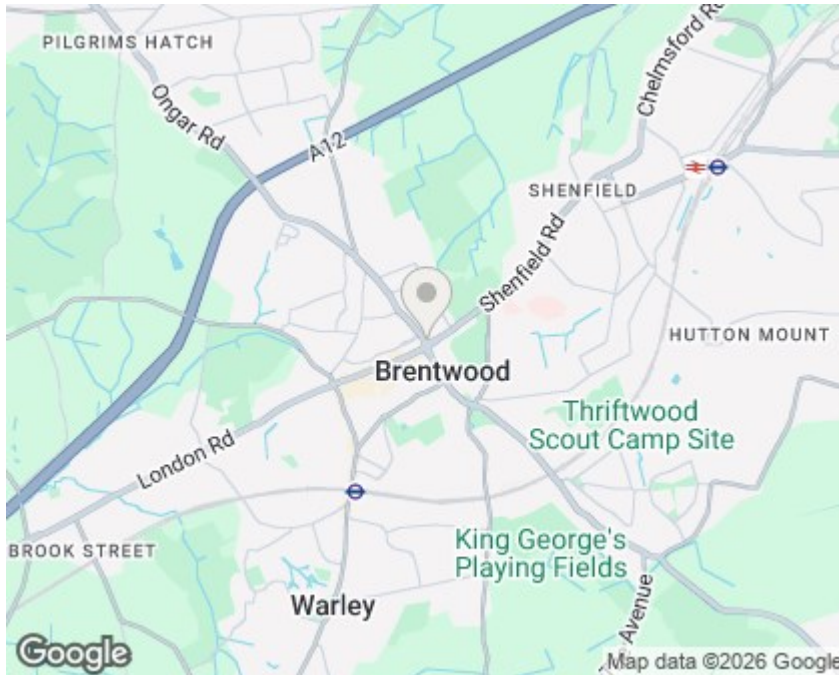 PILGRIMS HATCH
Ongar Rd
A12
Chelmsford Rd
SHENFIELD
Shenfield Rd
HUTTON MOUNT
Brentwood
Thriftwood
Scout Camp Site
London Rd
BROOK STREET
King George's
Playing Fields
Warley
Avenue
Google
Map data ©2026 Google